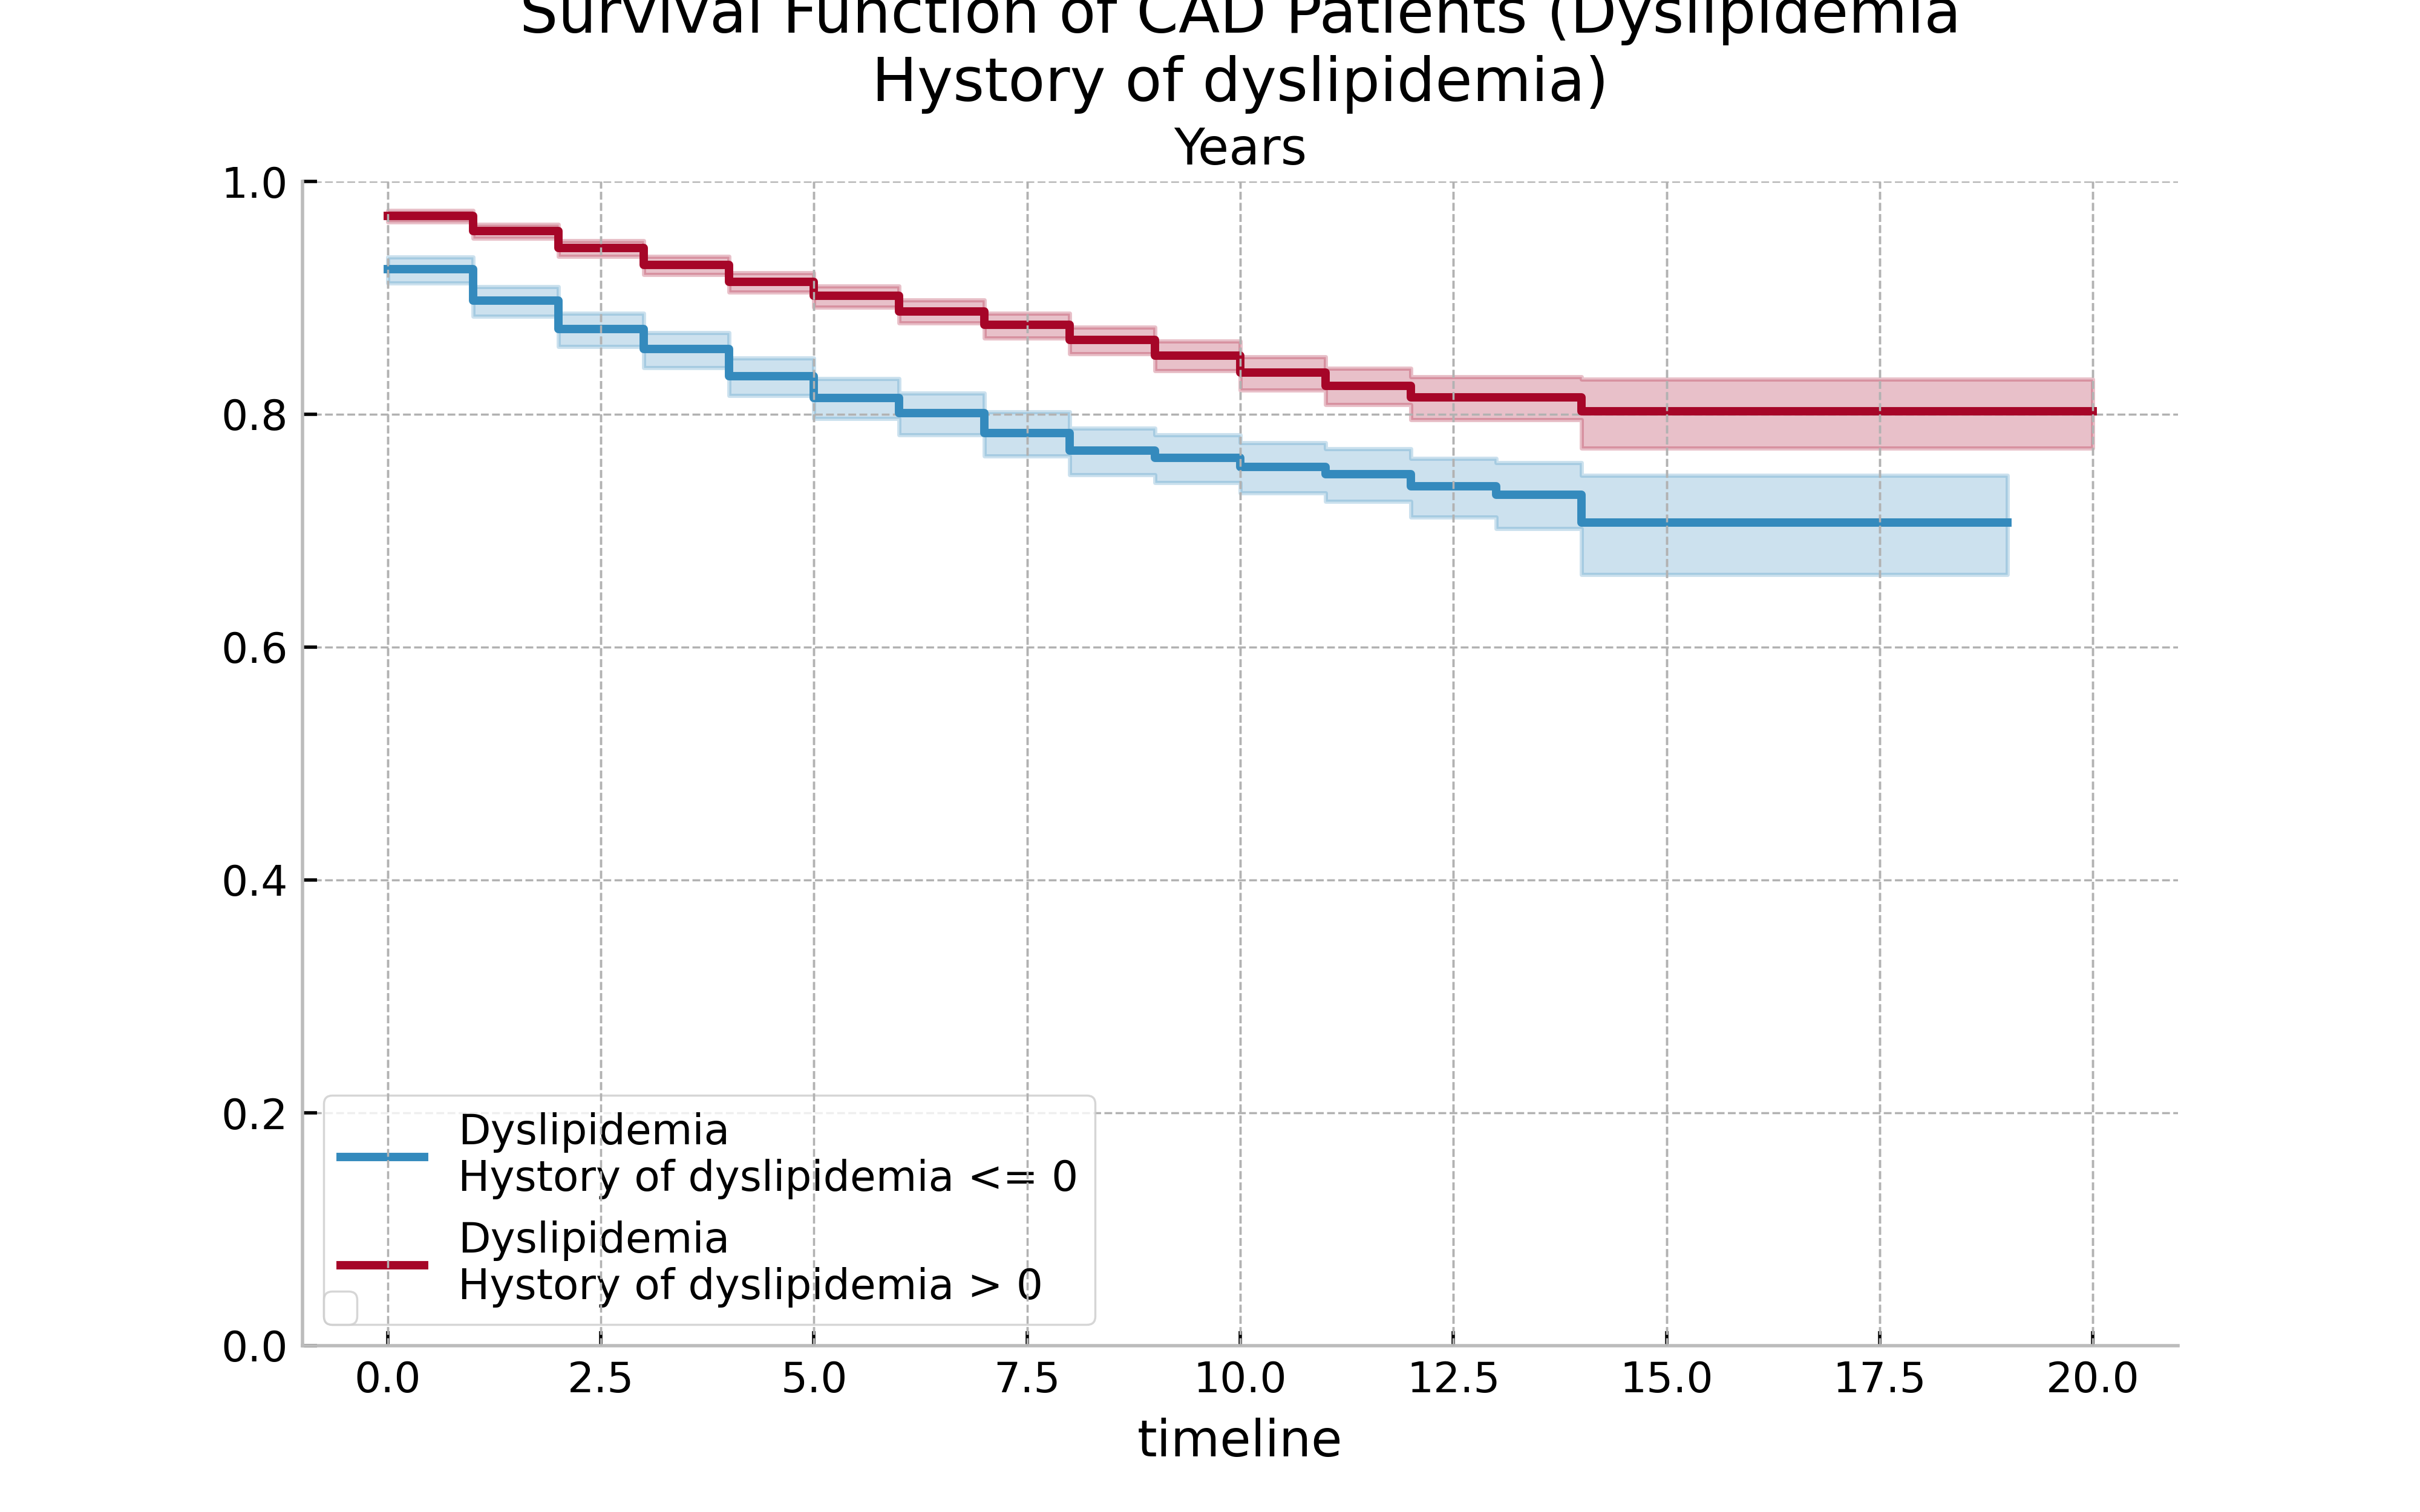 Survival Function of CAD Patients (Dyslipidemia
Hystory of dyslipidemia)
Years
1.0
0.8
0.6
0.4
0.2
0.0
Dyslipidemia
Hystory of dyslipidemia <= 0
Dyslipidemia
Hystory of dyslipidemia > 0
0.0 2.5 5.0 7.5 10.0 12.5 15.0 17.5 20.0
timeline